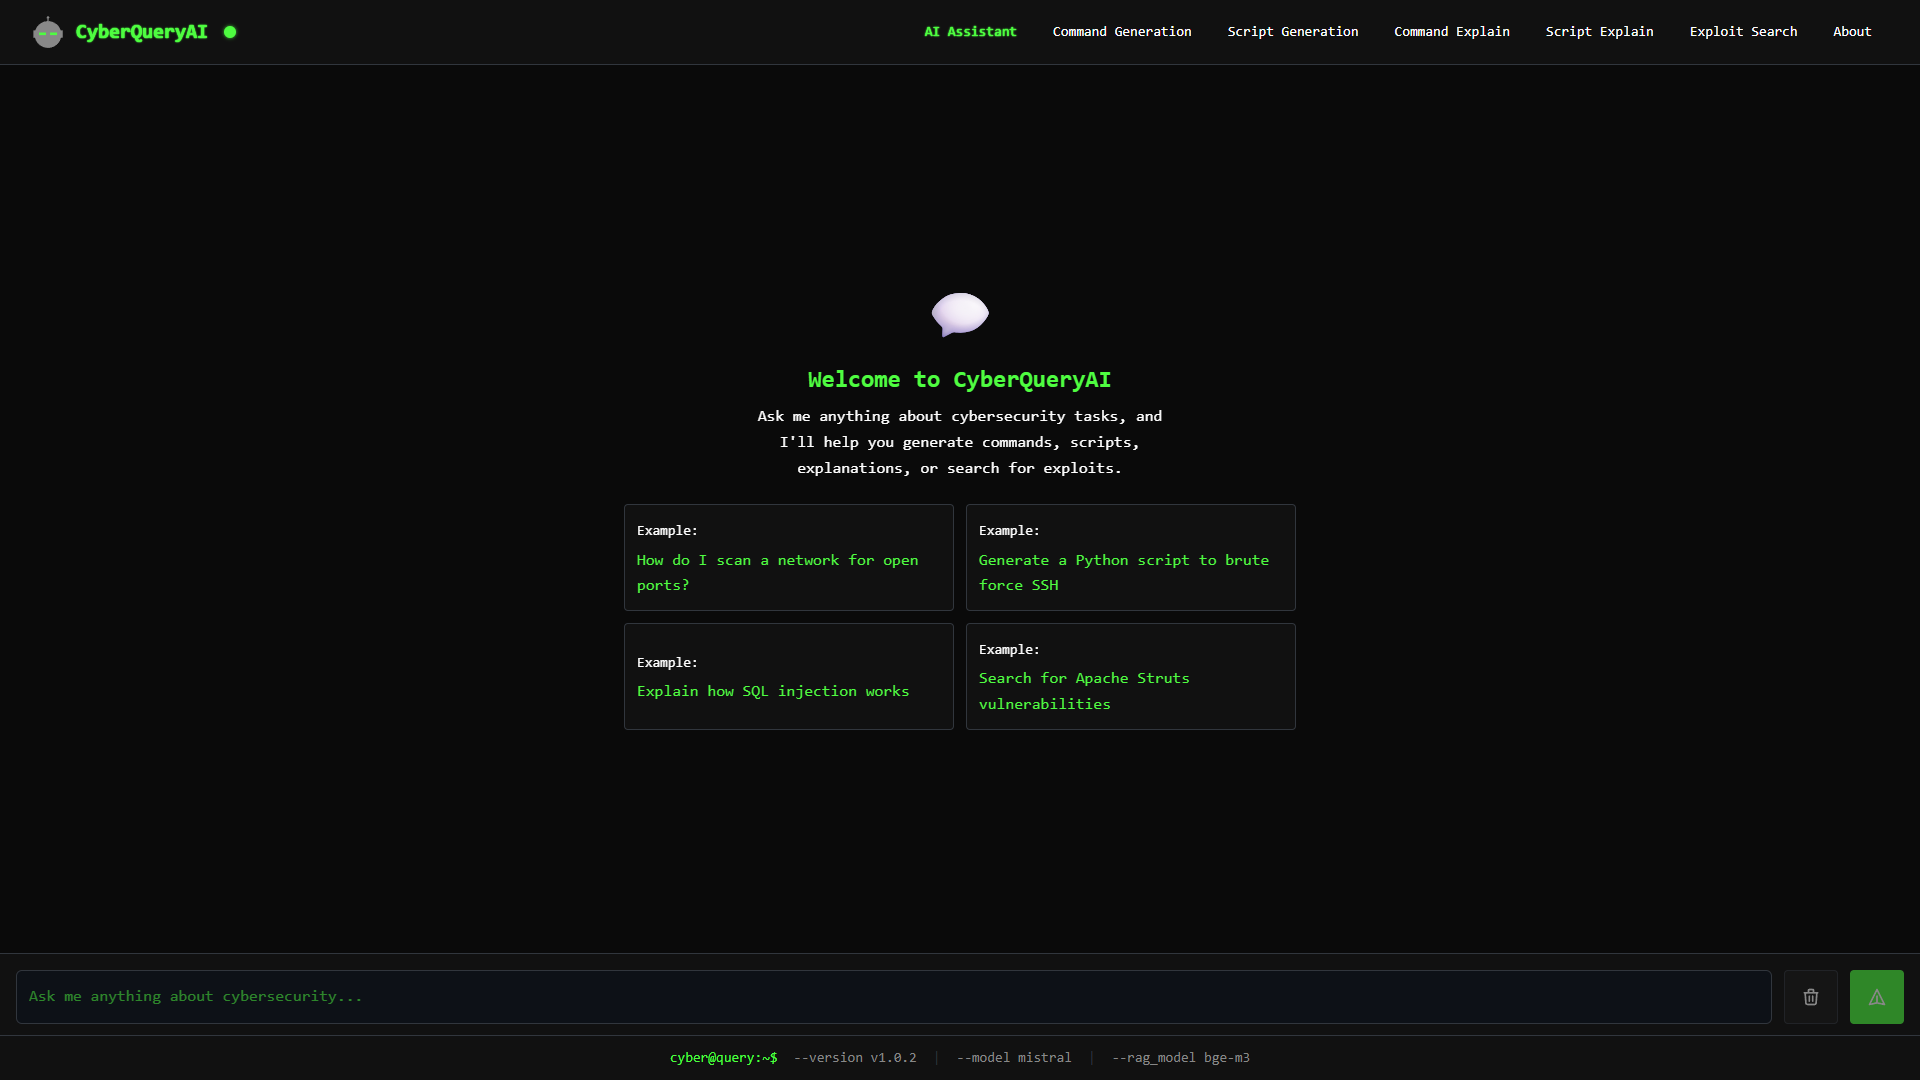 CyberQueryAI
AI Assistant
Command Generation
Script Generation
Command Explain
Script Explain
Exploit Search
About
Welcome to CyberQueryAI
Ask me anything about cybersecurity tasks, and
I'll help you generate commands, scripts,
explanations, or search for exploits.
Example:
How do I scan a network for open
ports?
Example:
Generate a Python script to brute
force SSH
Example:
Explain how SQL injection works
Example:
Search for Apache Struts
vulnerabilities
Ask me anything about cybersecurity...
cyber@query:~$ --version v1.0.2 | --model mistral | --rag_model bge-m3